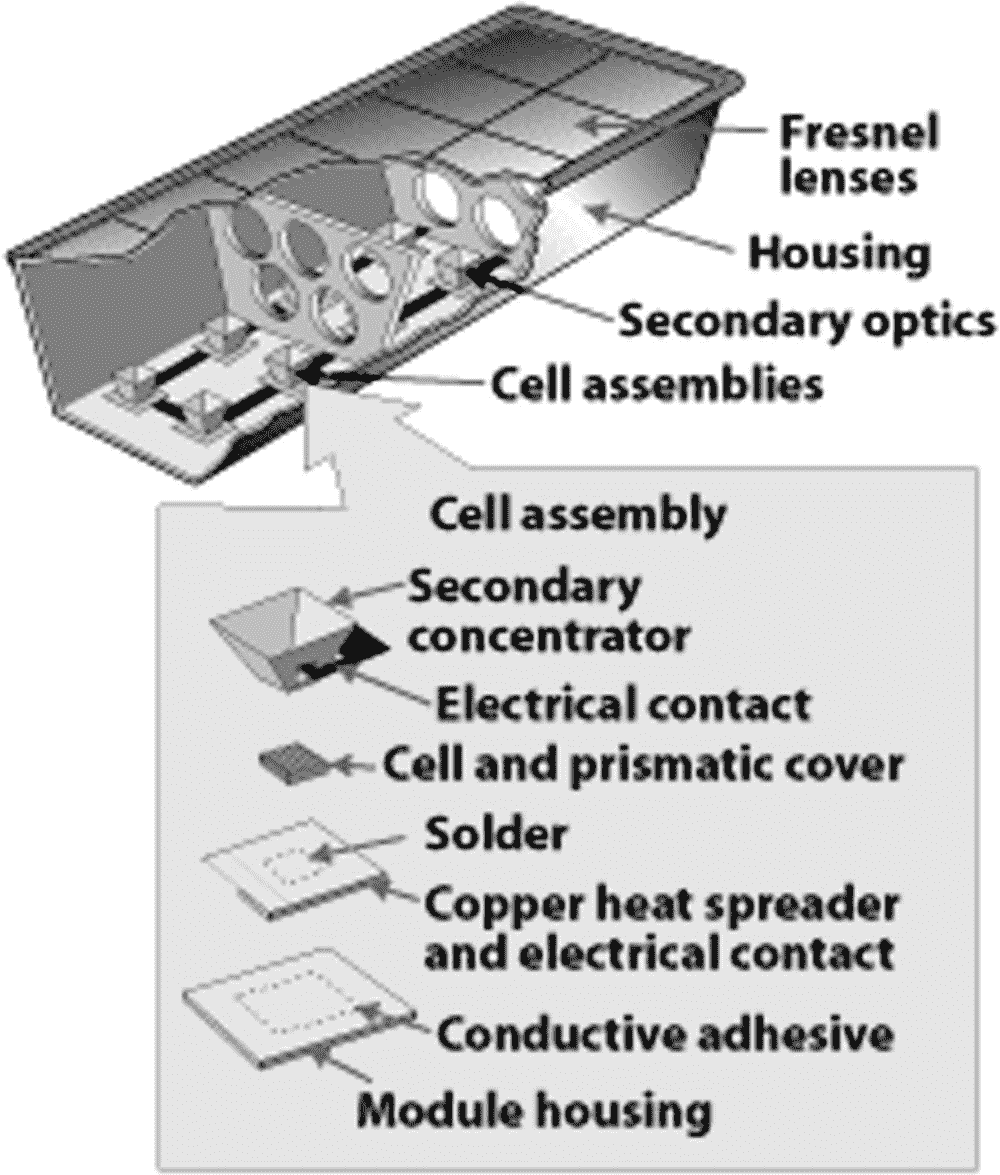 Fresnel
lenses
Housing
Secondary optics
Cell assemblies
Cell assembly
Secondary
concentrator
Electrical contact
Cell and prismatic cover
Solder
Copper heat spreader
and electrical contact
Conductive adhesive
Module housing